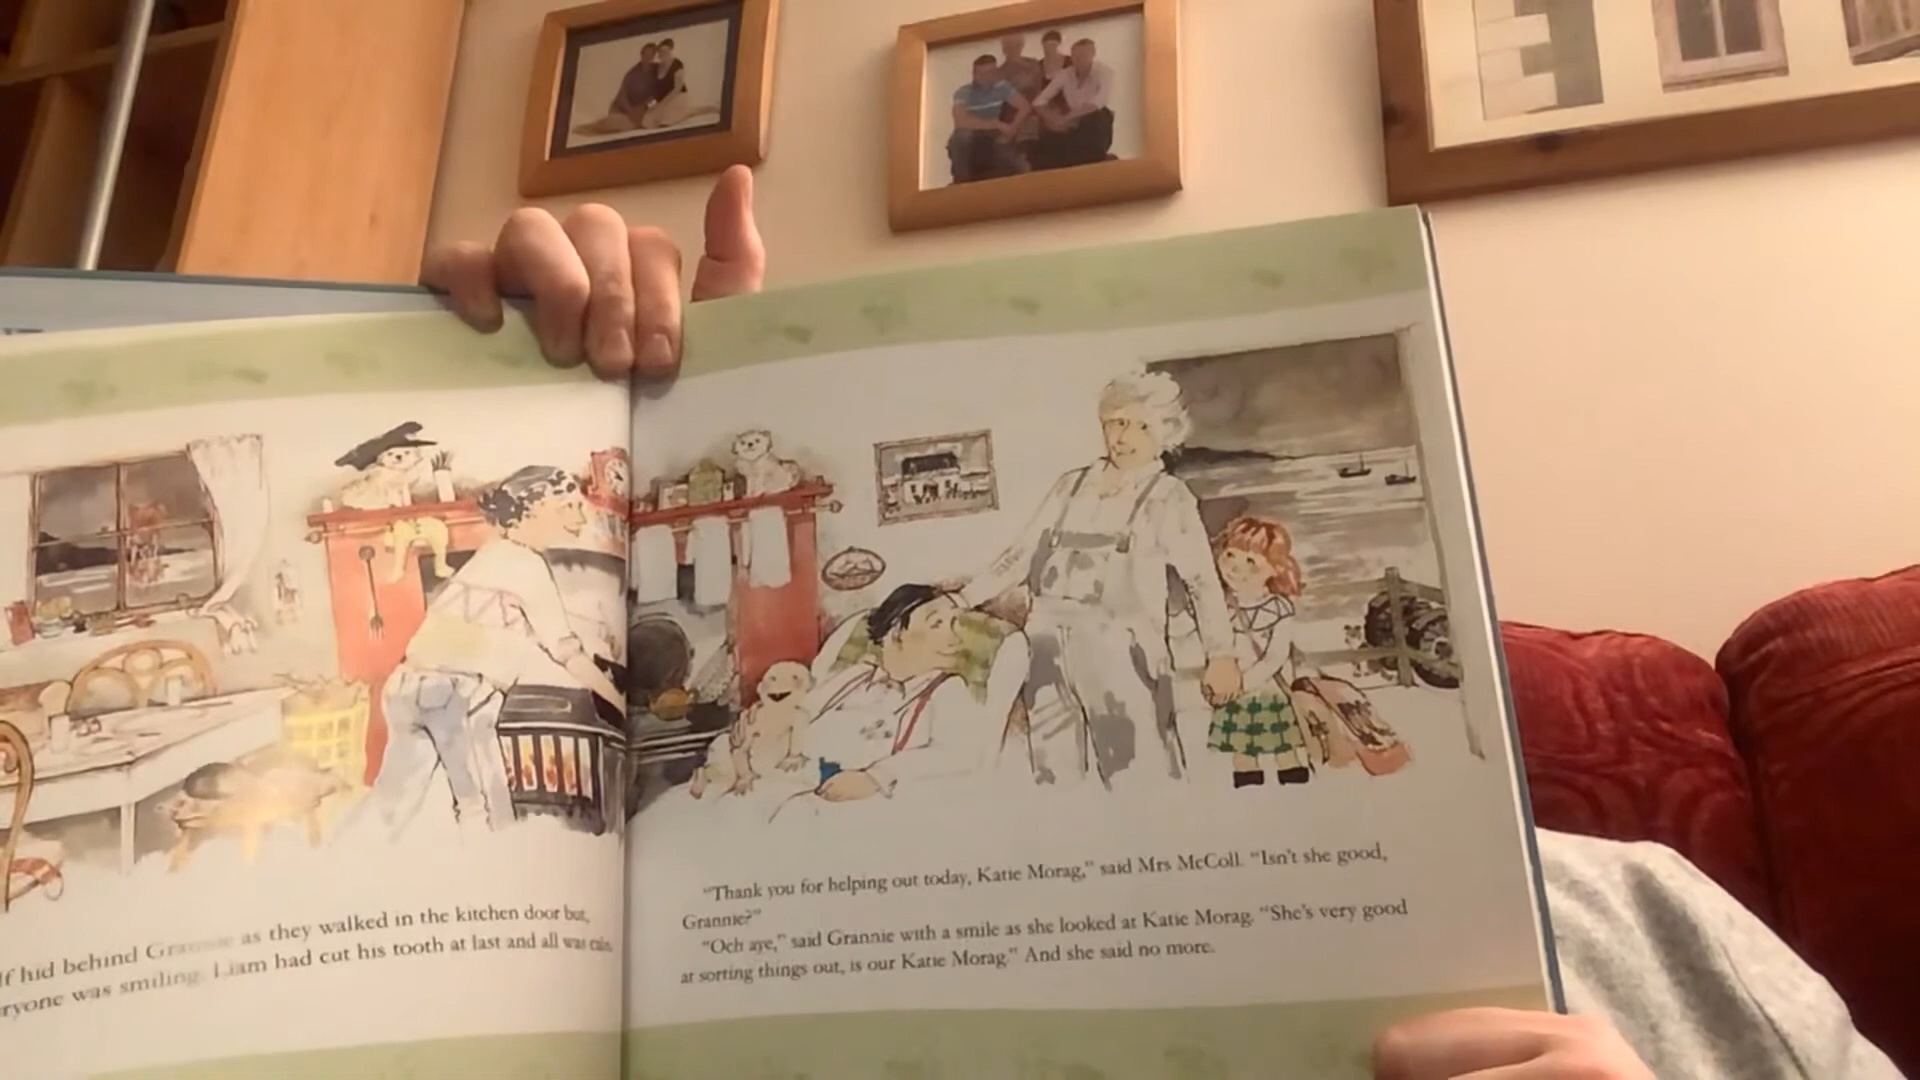 hid behind Grannie as they walked in the kitchen door but,
everyone was smiling. Liam had cut his tooth at last and all was calm.
"Thank you for helping out today, Katie Morag," said Mrs McColl. "Isn't she good,
Grannie?"
"Och aye," said Grannie with a smile as she looked at Katie Morag. "She's very good
at sorting things out, is our Katie Morag." And she said no more.